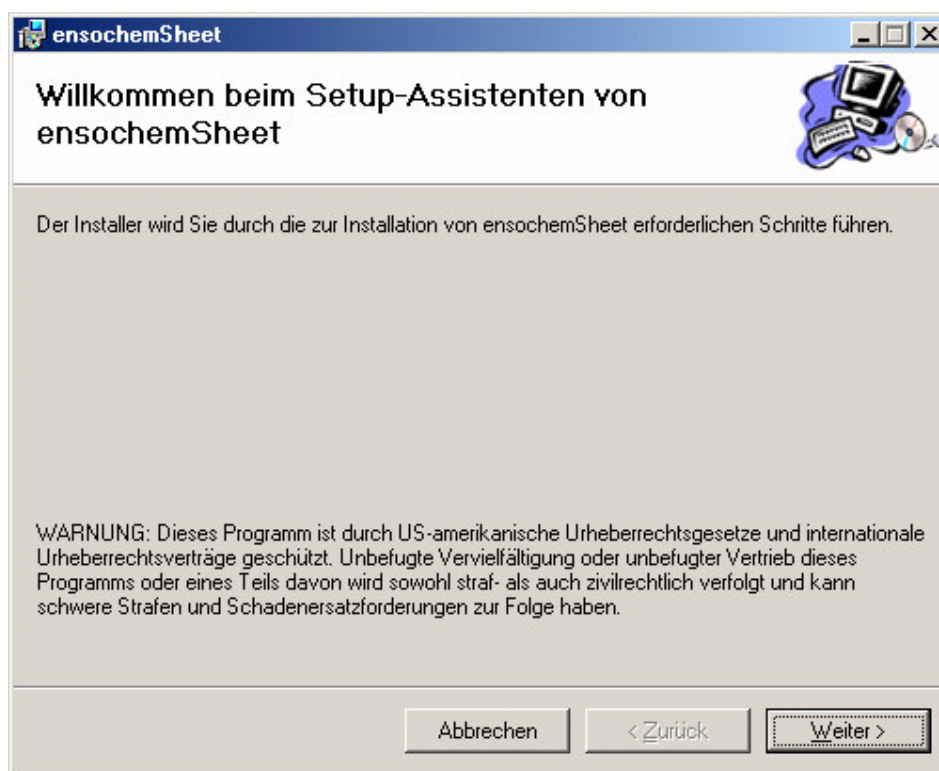 ensochemSheet
Willkommen beim Setup-Assistenten von
ensochemSheet
Der Installer wird Sie durch die zur Installation von ensochemSheet erforderlichen Schritte führen.
WARNUNG: Dieses Programm ist durch US-amerikanische Urheberrechtsgesetze und internationale
Urheberrechtsverträge geschützt. Unbefugte Vervielfältigung oder unbefugter Vertrieb dieses
Programms oder eines Teils davon wird sowohl straf- als auch zivilrechtlich verfolgt und kann
schwere Strafen und Schadenersatzforderungen zur Folge haben.
Abbrechen
< Zurück
Weiter >